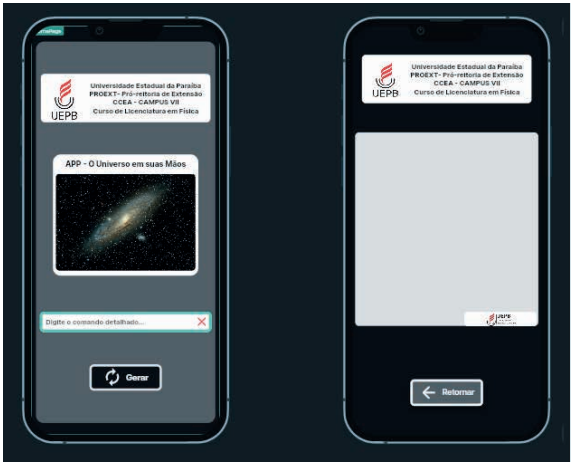 Universidade Estadual da Paraíba
PROEXT- Pró-reitoria de Extensão
CCEA - CAMPUS VII
Curso de Licenciatura em Física
UEPB
APP - O Universo em suas Mãos
Digite o comando detalhado...
Gerar
Universidade Estadual da Paraíba
PROEXT- Pró-reitoria de Extensão
CCEA - CAMPUS VII
Curso de Licenciatura em Física
UEPB
UEPB
Retornar